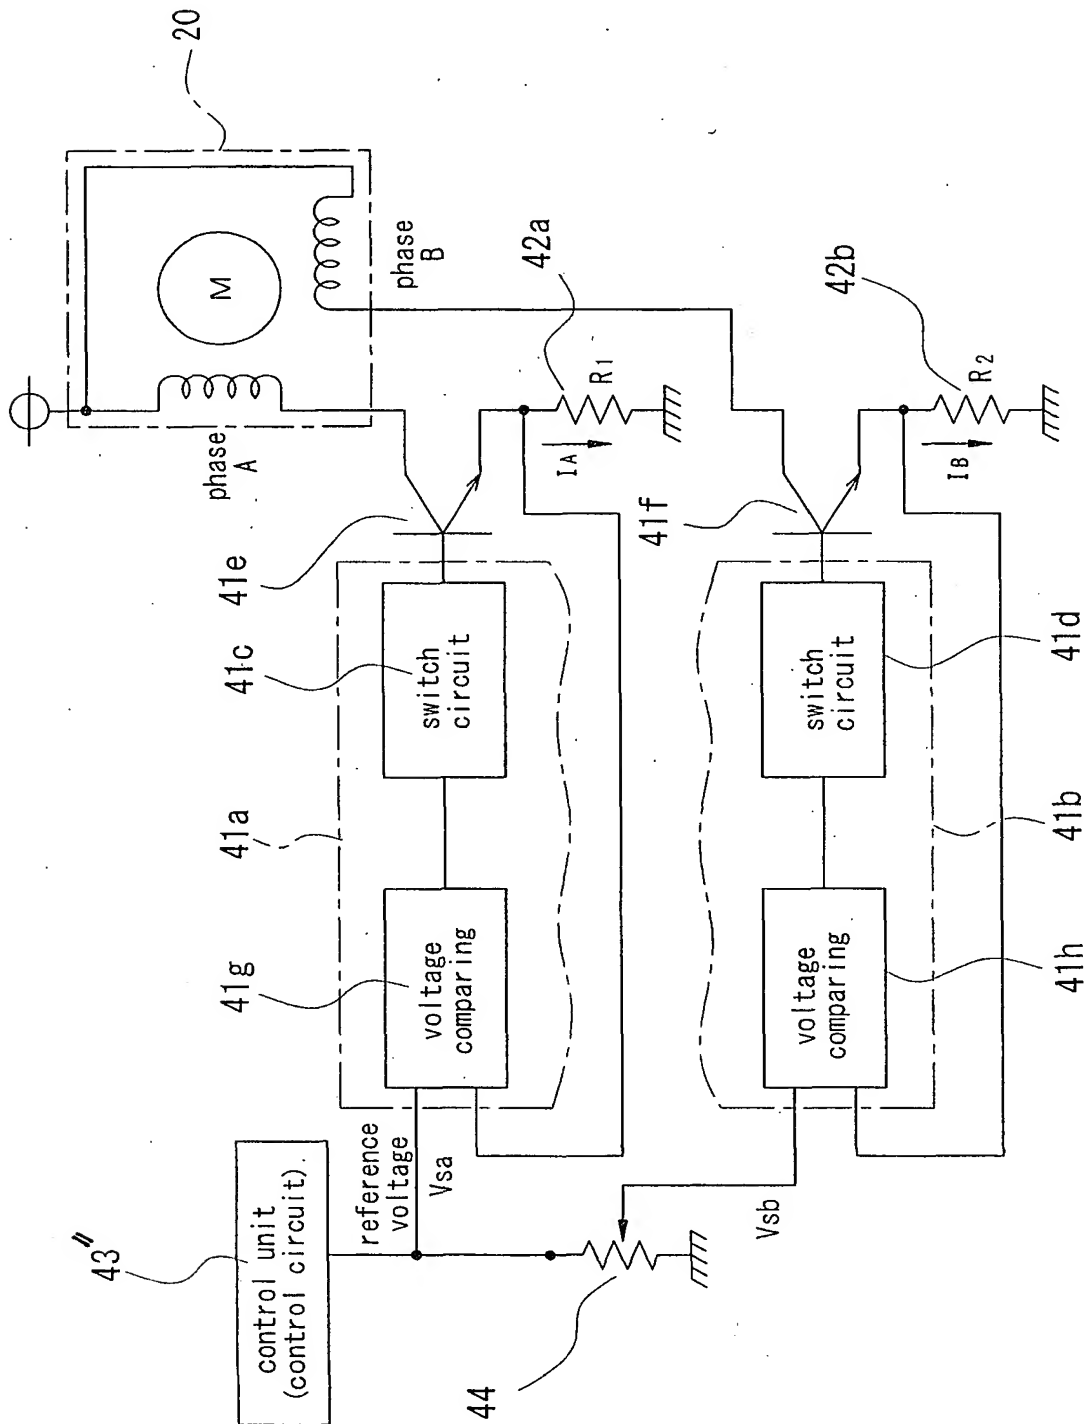 43"
control unit
(control circuit).
reference
voltage
Vsa
44
Vsb
41g
voltage
comparing
41a
41c
switch
circuit
41e
phase
A
M
20
phase
B
42a
R1
IA
41h
voltage
comparing
41b
41d
switch
circuit
41f
42b
R2
IB